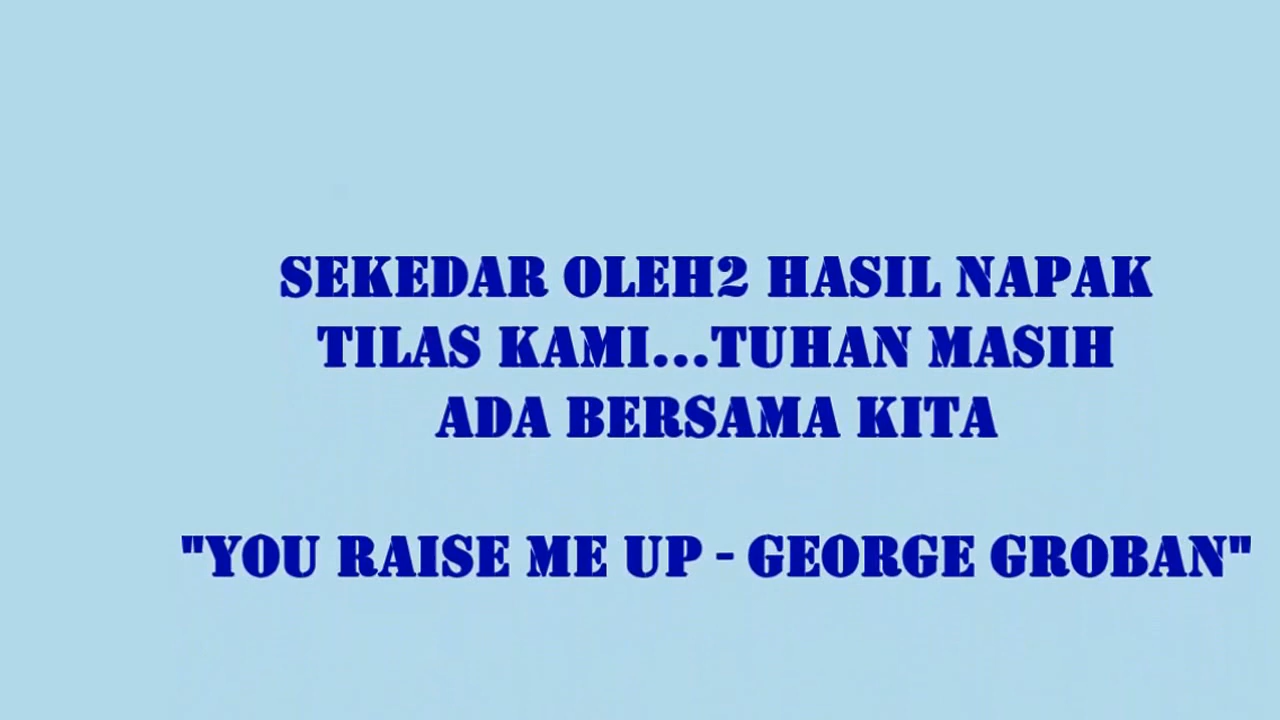 SEKEDAR OLEH2 HASIL NAPAK
TILAS KAMI...TUHAN MASIH
ADA BERSAMA KITA
"YOU RAISE ME UP - GEORGE GROBAN"